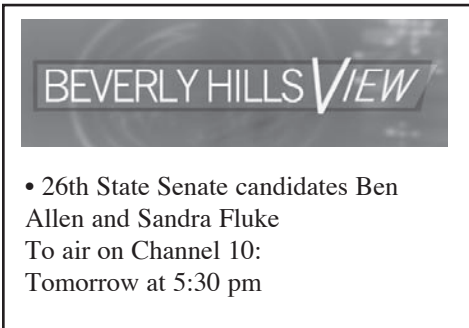 BEVERLY HILLS VIEW
• 26th State Senate candidates Ben
Allen and Sandra Fluke
To air on Channel 10:
Tomorrow at 5:30 pm